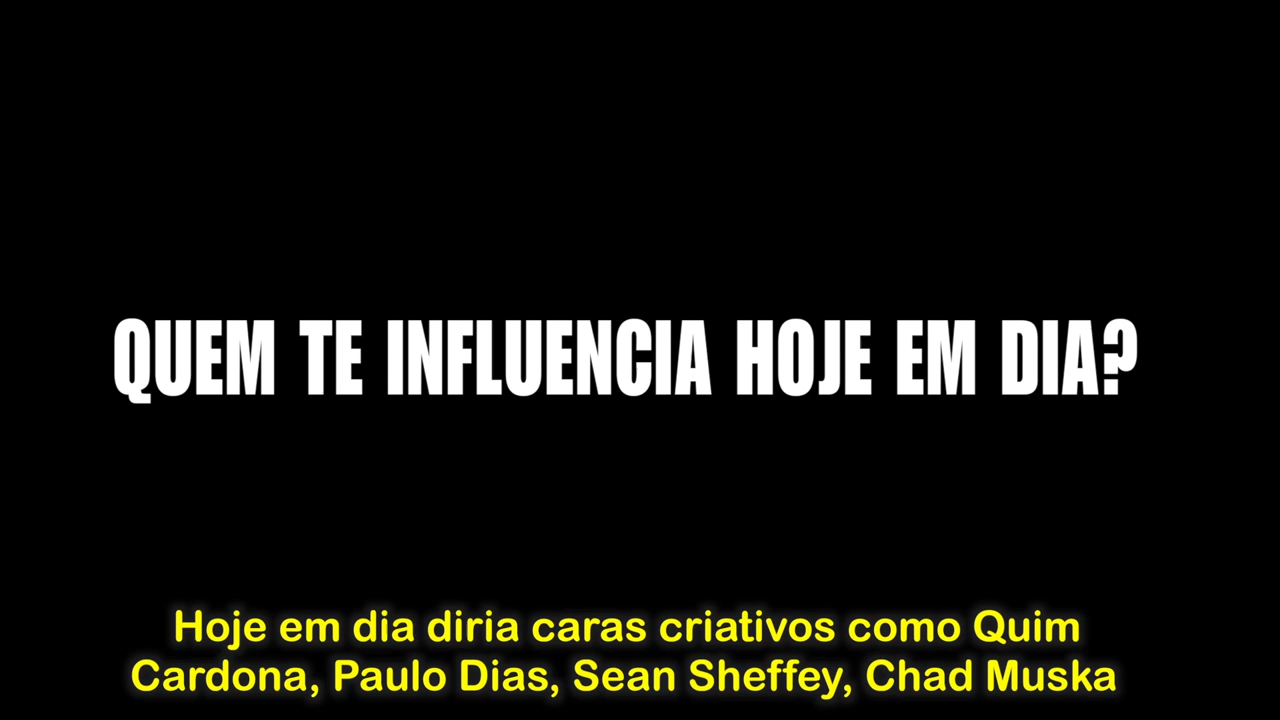 QUEM TE INFLUENCIA HOJE EM DIA?
Hoje em dia diria caras criativos como Quim
Cardona, Paulo Dias, Sean Sheffey, Chad Muska